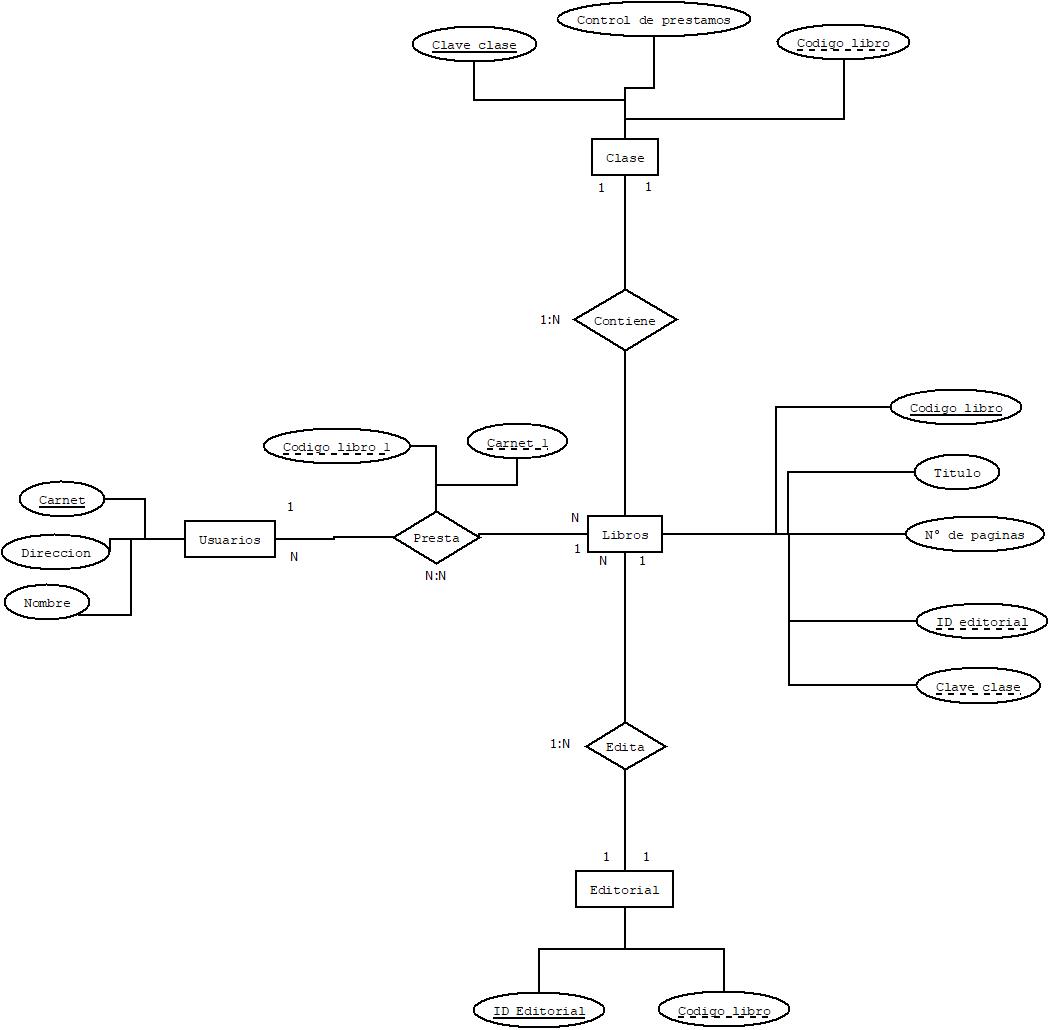 Control de prestamos
Clave clase
Codigo libro
Clase
1
1
1:N
Contiene
Codigo libro
Codigo libro 1
Carnet 1
Titulo
Carnet
1
N
Usuarios
Presta
Libros
Nº de paginas
Direccion
N
1
N
1
N:N
Nombre
ID editorial
Clave clase
1:N
Edita
1
1
Editorial
ID Editorial
Codigo libro